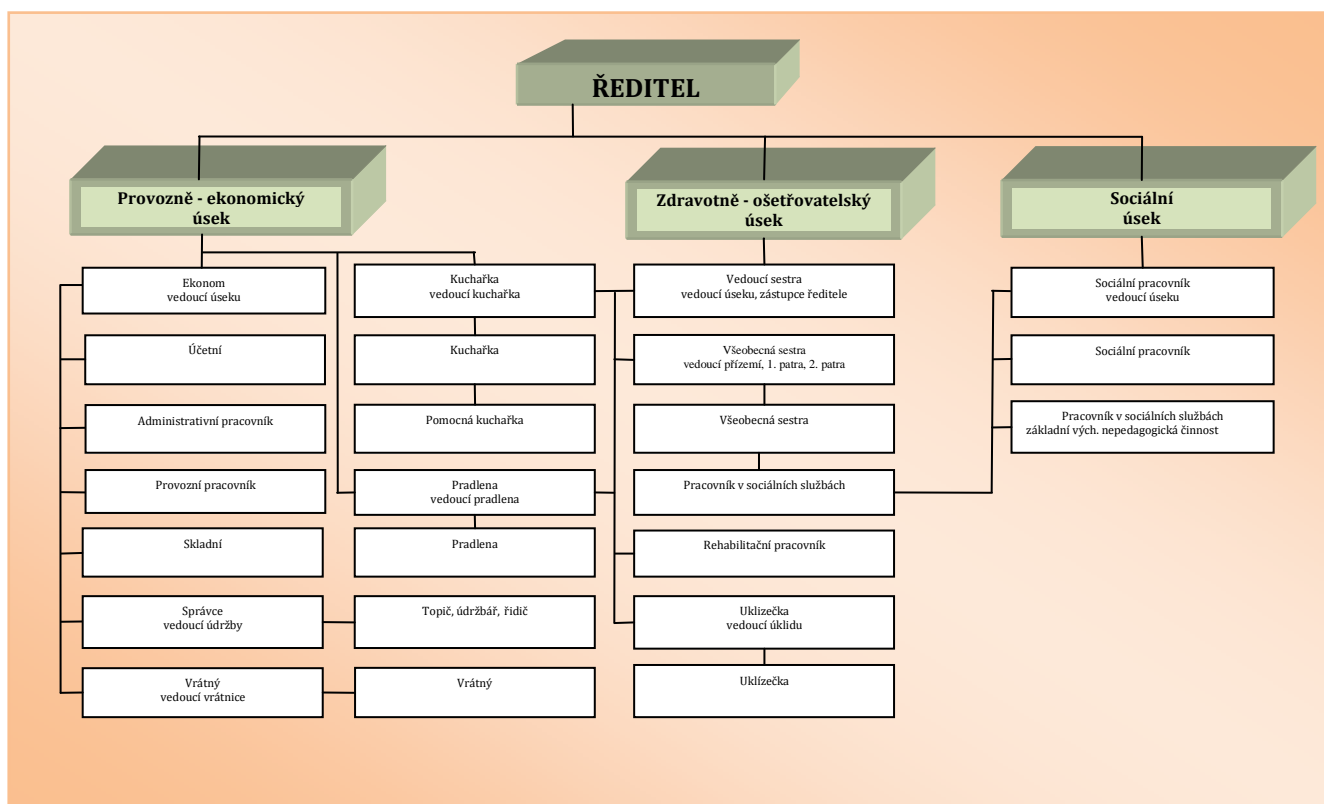 ŘEDITEL
Provozně - ekonomický
úsek
Zdravotně - ošetřovatelský
úsek
Sociální
úsek
Ekonom
vedoucí úseku
Účetní
Administrativní pracovník
Provozní pracovník
Skladní
Správce
vedoucí údržby
Vrátný
vedoucí vrátnice
Kuchařka
vedoucí kuchařka
Kuchařka
Pomocná kuchařka
Pradlena
vedoucí pradlena
Pradlena
Topič, údržbář, řidič
Vrátný
Vedoucí sestra
vedoucí úseku, zástupce ředitele
Všeobecná sestra
vedoucí přízemí, 1. patra, 2. patra
Všeobecná sestra
Pracovník v sociálních službách
Rehabilitační pracovník
Uklizečka
vedoucí úklidu
Uklízečka
Sociální pracovník
vedoucí úseku
Sociální pracovník
Pracovník v sociálních službách
základní vých. nepedagogická činnost